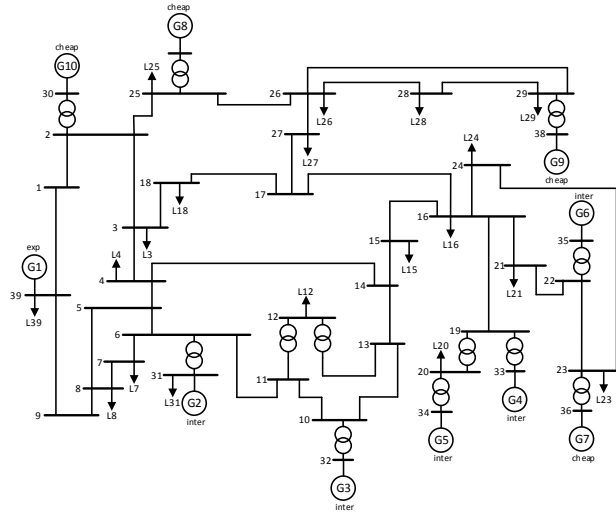 cheap
G8
cheap
G10
L25
30
25
26
28
29
L26
L28
L29
2
27
38
L24
L27
G9
24
cheap
1
18
17
inter
L18
16
G6
exp
3
L3
15
L16
35
G1
L4
L15
21
4
22
39
14
L21
L39
5
L12
6
12
19
13
L20
7
31
11
20
33
23
8
L7
L31
G2
G4
L23
9
L8
inter
10
34
inter
36
G5
G7
32
inter
cheap
G3
inter